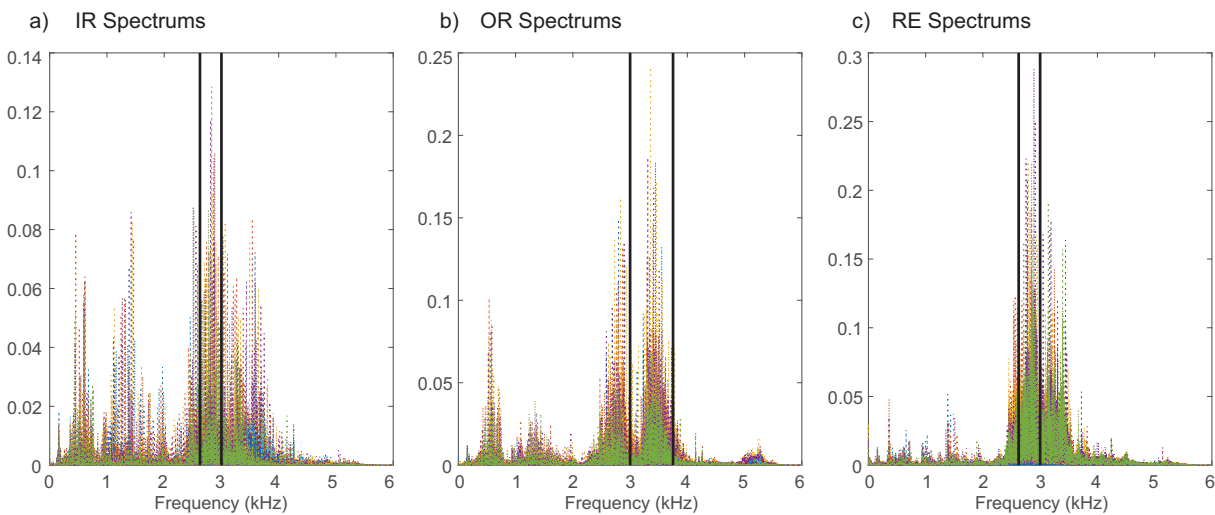 a) IR Spectrums
b) OR Spectrums
c) RE Spectrums
0.14
0.12
0.1
0.08
0.06
0.04
0.02
0
0 1 2 3 4 5 6
Frequency (kHz)
0.25
0.2
0.15
0.1
0.05
0
0 1 2 3 4 5 6
Frequency (kHz)
0.3
0.25
0.2
0.15
0.1
0.05
0
0 1 2 3 4 5 6
Frequency (kHz)